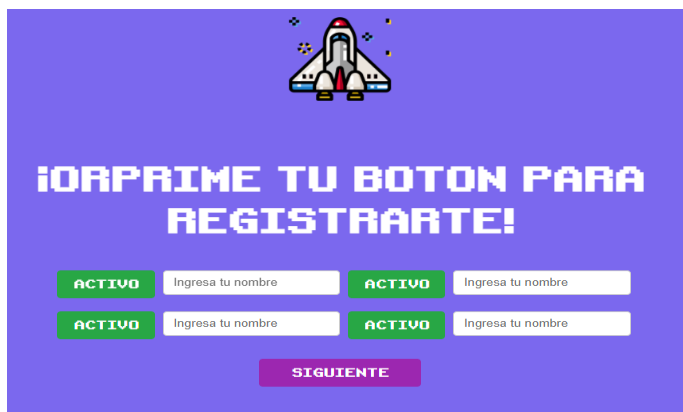 ¡ORPRIME TU BOTON PARA
REGISTRARTE!
ACTIVO Ingresa tu nombre ACTIVO Ingresa tu nombre
ACTIVO Ingresa tu nombre ACTIVO Ingresa tu nombre
SIGUIENTE